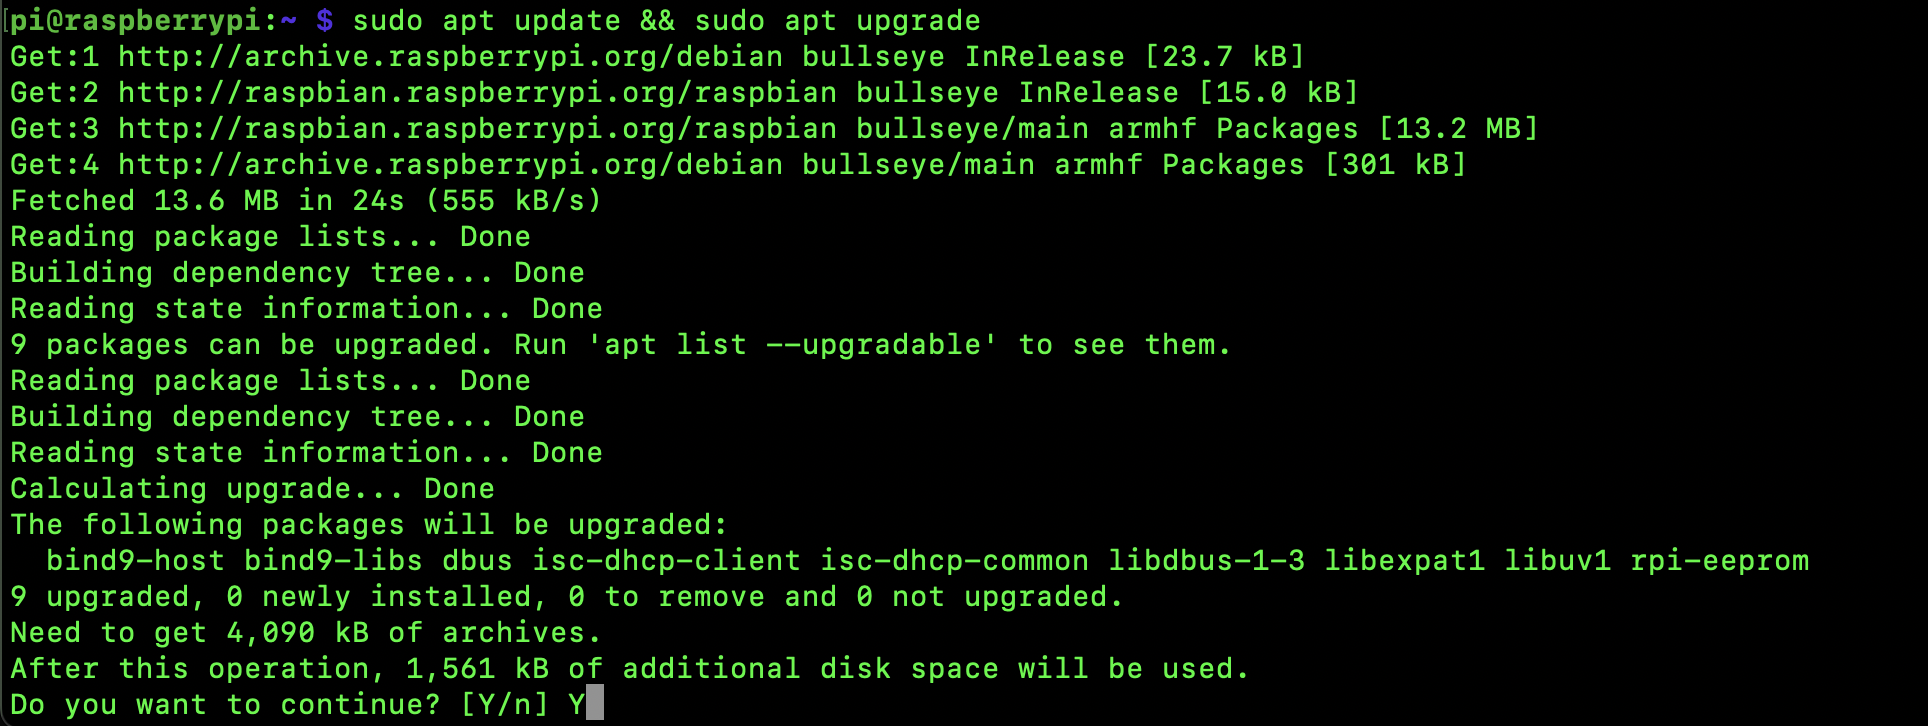 pi@raspberrypi:~ $ sudo apt update && sudo apt upgrade
Get:1 http://archive.raspberrypi.org/debian bullseye InRelease [23.7 kB]
Get:2 http://raspbian.raspberrypi.org/raspbian bullseye InRelease [15.0 kB]
Get:3 http://raspbian.raspberrypi.org/raspbian bullseye/main armhf Packages [13.2 MB]
Get:4 http://archive.raspberrypi.org/debian bullseye/main armhf Packages [301 kB]
Fetched 13.6 MB in 24s (555 kB/s)
Reading package lists... Done
Building dependency tree... Done
Reading state information... Done
9 packages can be upgraded. Run 'apt list --upgradable' to see them.
Reading package lists... Done
Building dependency tree... Done
Reading state information... Done
Calculating upgrade... Done
The following packages will be upgraded:
  bind9-host bind9-libs dbus isc-dhcp-client isc-dhcp-common libdbus-1-3 libexpat1 libuv1 rpi-eeprom
9 upgraded, 0 newly installed, 0 to remove and 0 not upgraded.
Need to get 4,090 kB of archives.
After this operation, 1,561 kB of additional disk space will be used.
Do you want to continue? [Y/n] Y